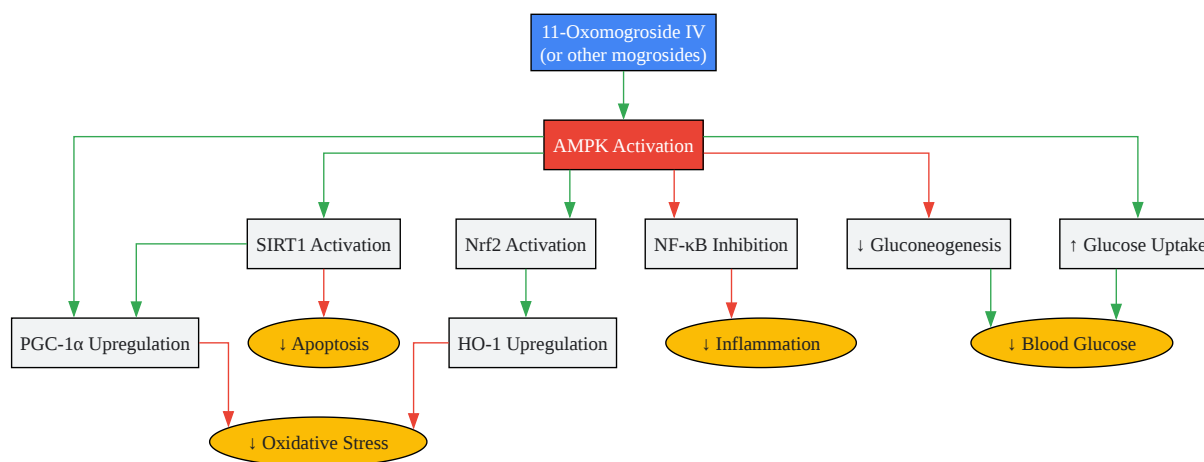 11-Oxomogroside IV
(or other mogrosides)
AMPK Activation
SIRT1 Activation
Nrf2 Activation
NF-κB Inhibition
↓ Gluconeogenesis
↑ Glucose Uptake
PGC-1α Upregulation
↓ Apoptosis
HO-1 Upregulation
↓ Inflammation
↓ Blood Glucose
↓ Oxidative Stress